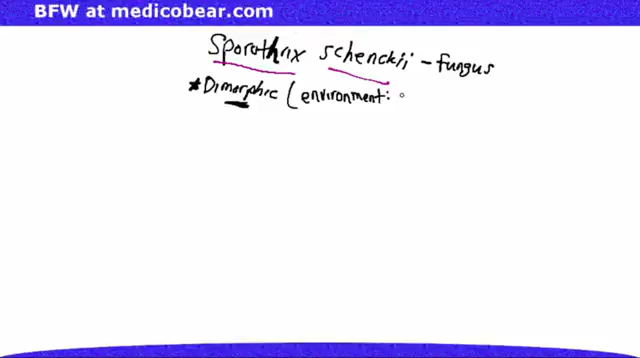 BFW at medicobear.com
Sporothrix schenckii - fungus
*Dimorphic (environment: